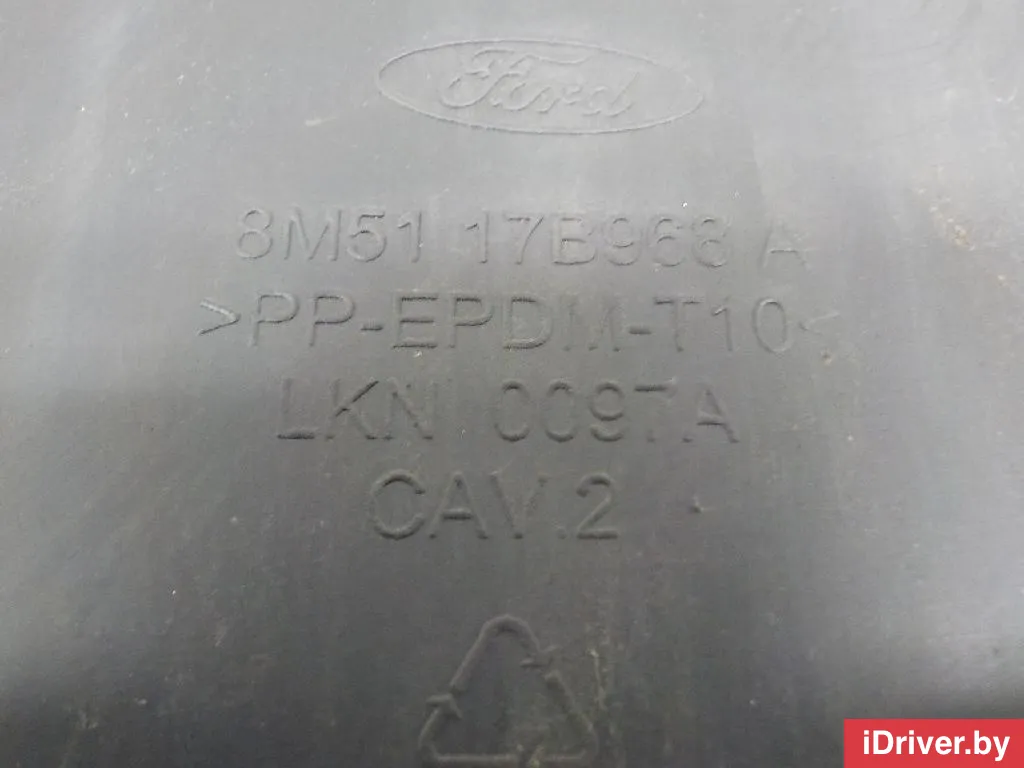 Ford
8M51 17B968 A
>PP-EPDM-T10<
LKN 0097A
CAV.2
iDriver.by